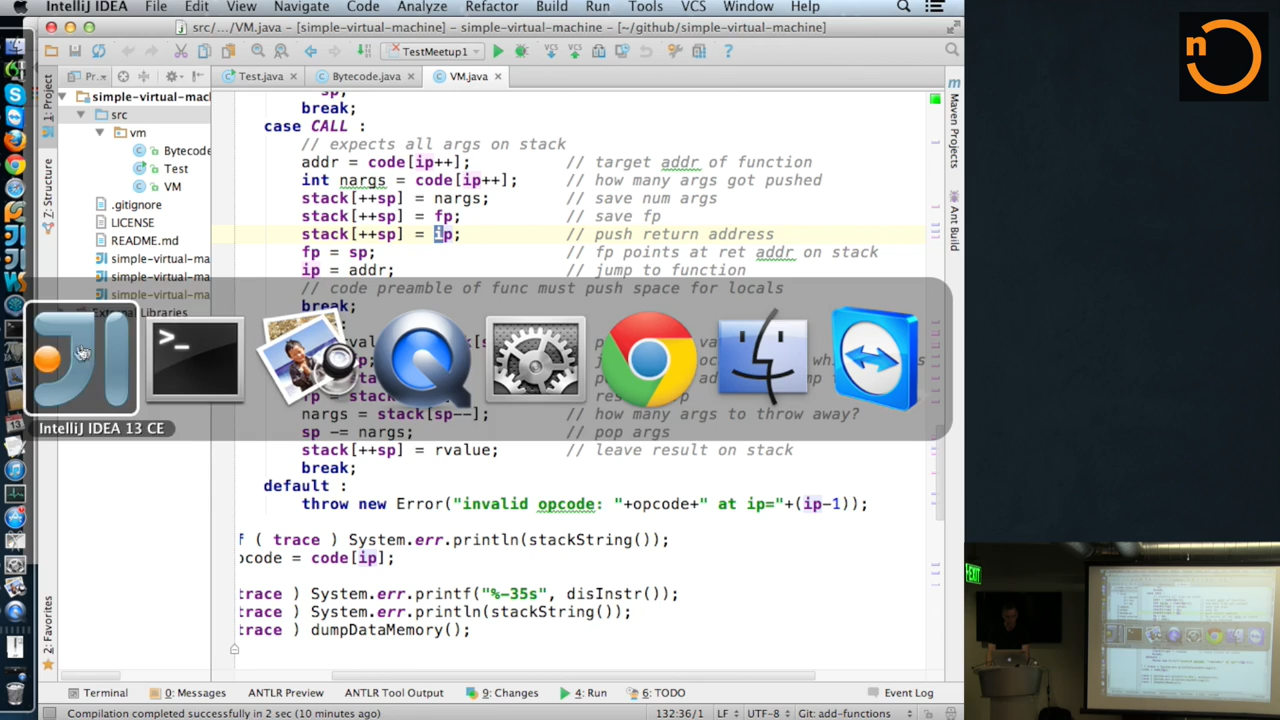 IntelliJ IDEA File Edit View Navigate Code Analyze Refactor Build Run Tools VCS Window Help
src/.../VM.java - [simple-virtual-machine] - simple-virtual-machine - [~/github/simple-virtual-machine]
TestMeetup1
VCS VCS
Pr...
Test.java Bytecode.java VM.java
1: Project
simple-virtual-mac
src
vm
Bytecode
Test
VM
.gitignore
LICENSE
README.md
simple-virtual-ma
simple-virtual-ma
simple-virtual-ma
External Libraries
Z: Structure
2: Favorites
sp;
break;
case CALL :
// expects all args on stack
addr = code[ip++]; // target addr of function
int nargs = code[ip++]; // how many args got pushed
stack[++sp] = nargs; // save num args
stack[++sp] = fp; // save fp
stack[++sp] = ip; // push return address
fp = sp; // fp points at ret addr on stack
ip = addr; // jump to function
// code preamble of func must push space for locals
break;
IntelliJ IDEA 13 CE
nargs = stack[sp--]; // how many args to throw away?
sp -= nargs; // pop args
stack[++sp] = rvalue; // leave result on stack
break;
default :
throw new Error("invalid opcode: "+opcode+" at ip="+(ip-1));
f ( trace ) System.err.println(stackString());
pcode = code[ip];
trace ) System.err.printf("%-35s", disInstr());
trace ) System.err.println(stackString());
trace ) dumpDataMemory();
Maven Projects
Ant Build
Terminal 0: Messages ANTLR Preview ANTLR Tool Output 9: Changes 4: Run 6: TODO Event Log
Compilation completed successfully in 2 sec (10 minutes ago) 132:36/1 LF UTF-8 Git: add-functions
n
EXIT